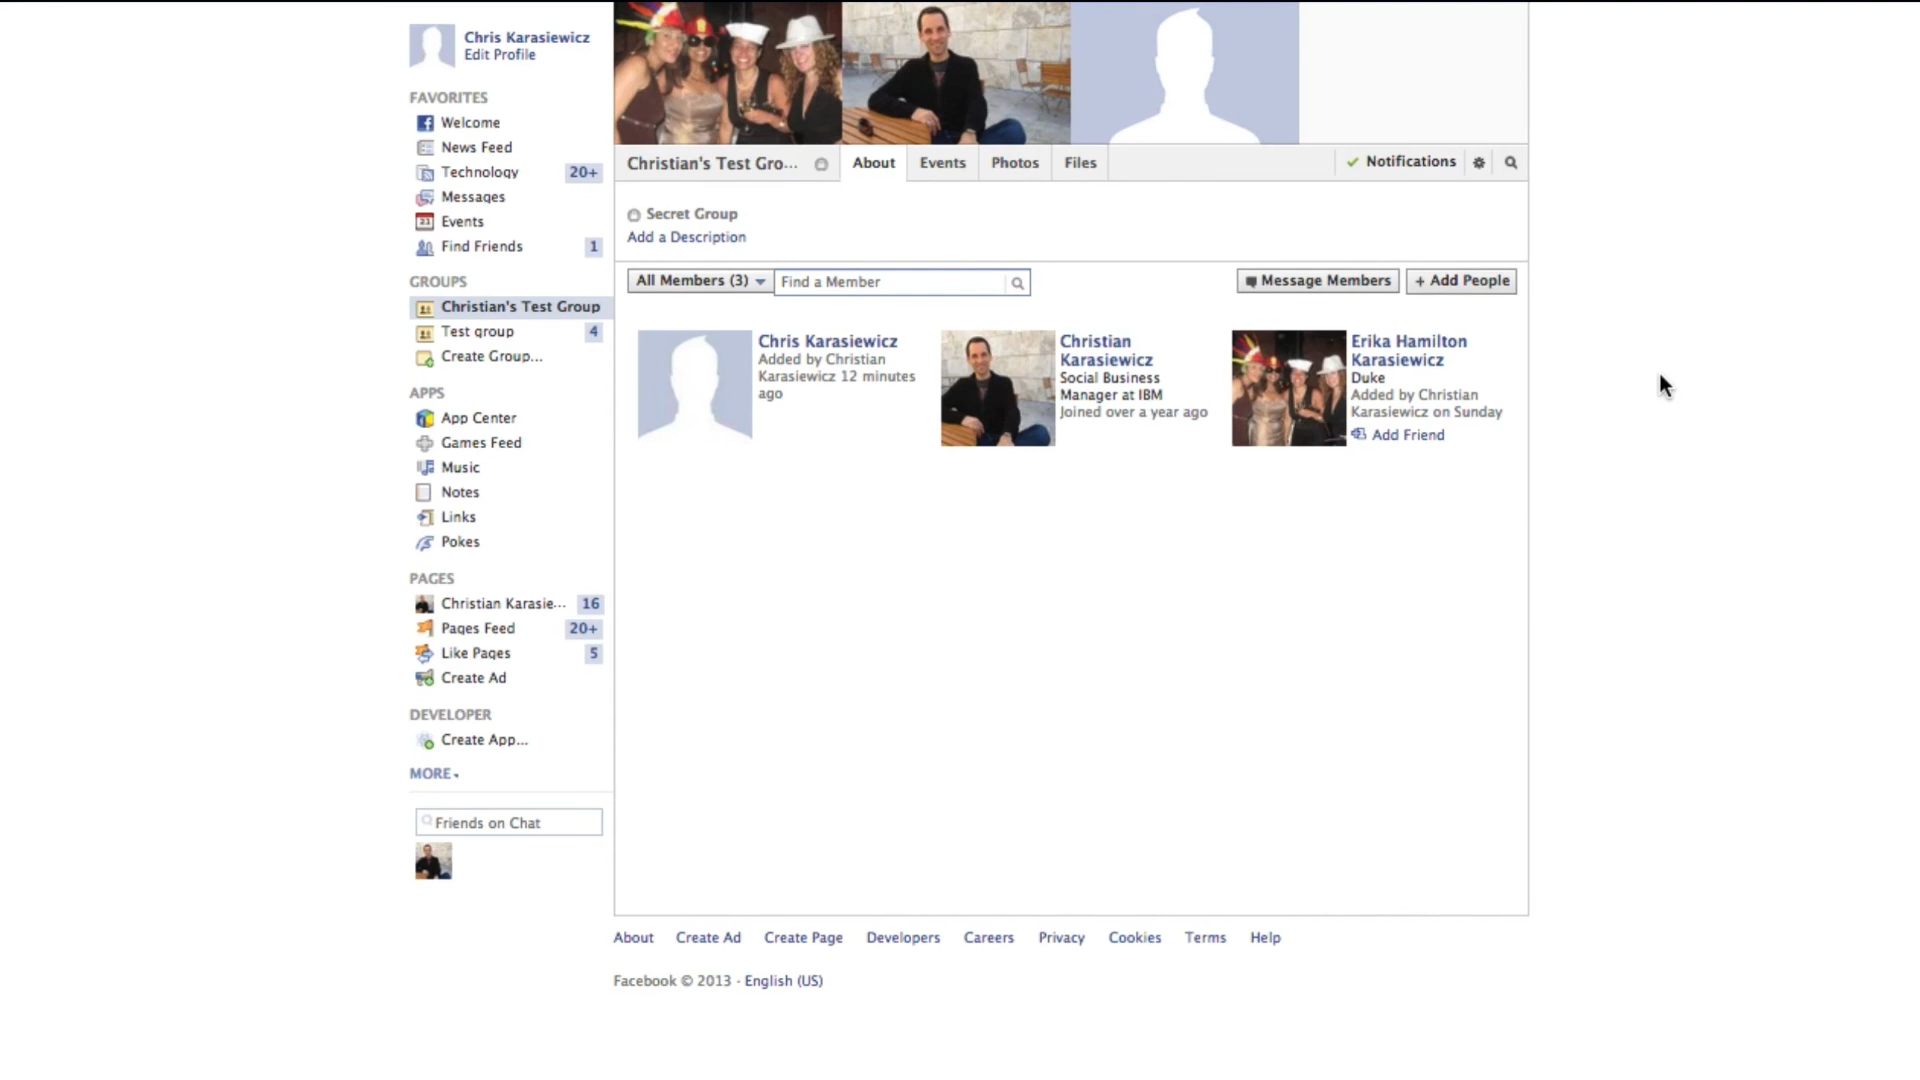 Chris Karasiewicz
Edit Profile
FAVORITES
Welcome
News Feed
Technology 20+
Messages
Events
Find Friends 1
GROUPS
Christian's Test Group
Test group 4
Create Group...
APPS
App Center
Games Feed
Music
Notes
Links
Pokes
PAGES
Christian Karasie... 16
Pages Feed 20+
Like Pages 5
Create Ad
DEVELOPER
Create App...
MORE
Friends on Chat
Christian's Test Gro... About Events Photos Files Notifications
Secret Group
Add a Description
All Members (3) Find a Member Message Members + Add People
Chris Karasiewicz
Added by Christian
Karasiewicz 12 minutes
ago
Christian
Karasiewicz
Social Business
Manager at IBM
Joined over a year ago
Erika Hamilton
Karasiewicz
Duke
Added by Christian
Karasiewicz on Sunday
Add Friend
About Create Ad Create Page Developers Careers Privacy Cookies Terms Help
Facebook © 2013 · English (US)